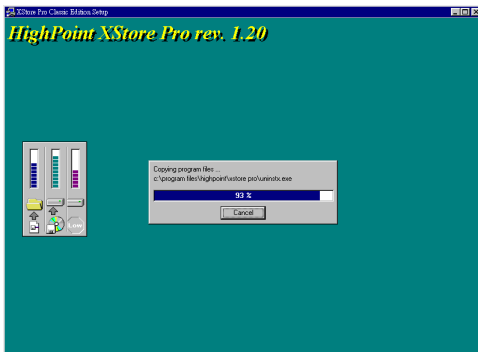 XStore Pro Classic Edition Setup
HighPoint XStore Pro rev. 1.20
Copying program files ...
c:\program files\highpoint\xstore pro\uninstx.exe
93 %
Cancel
Low